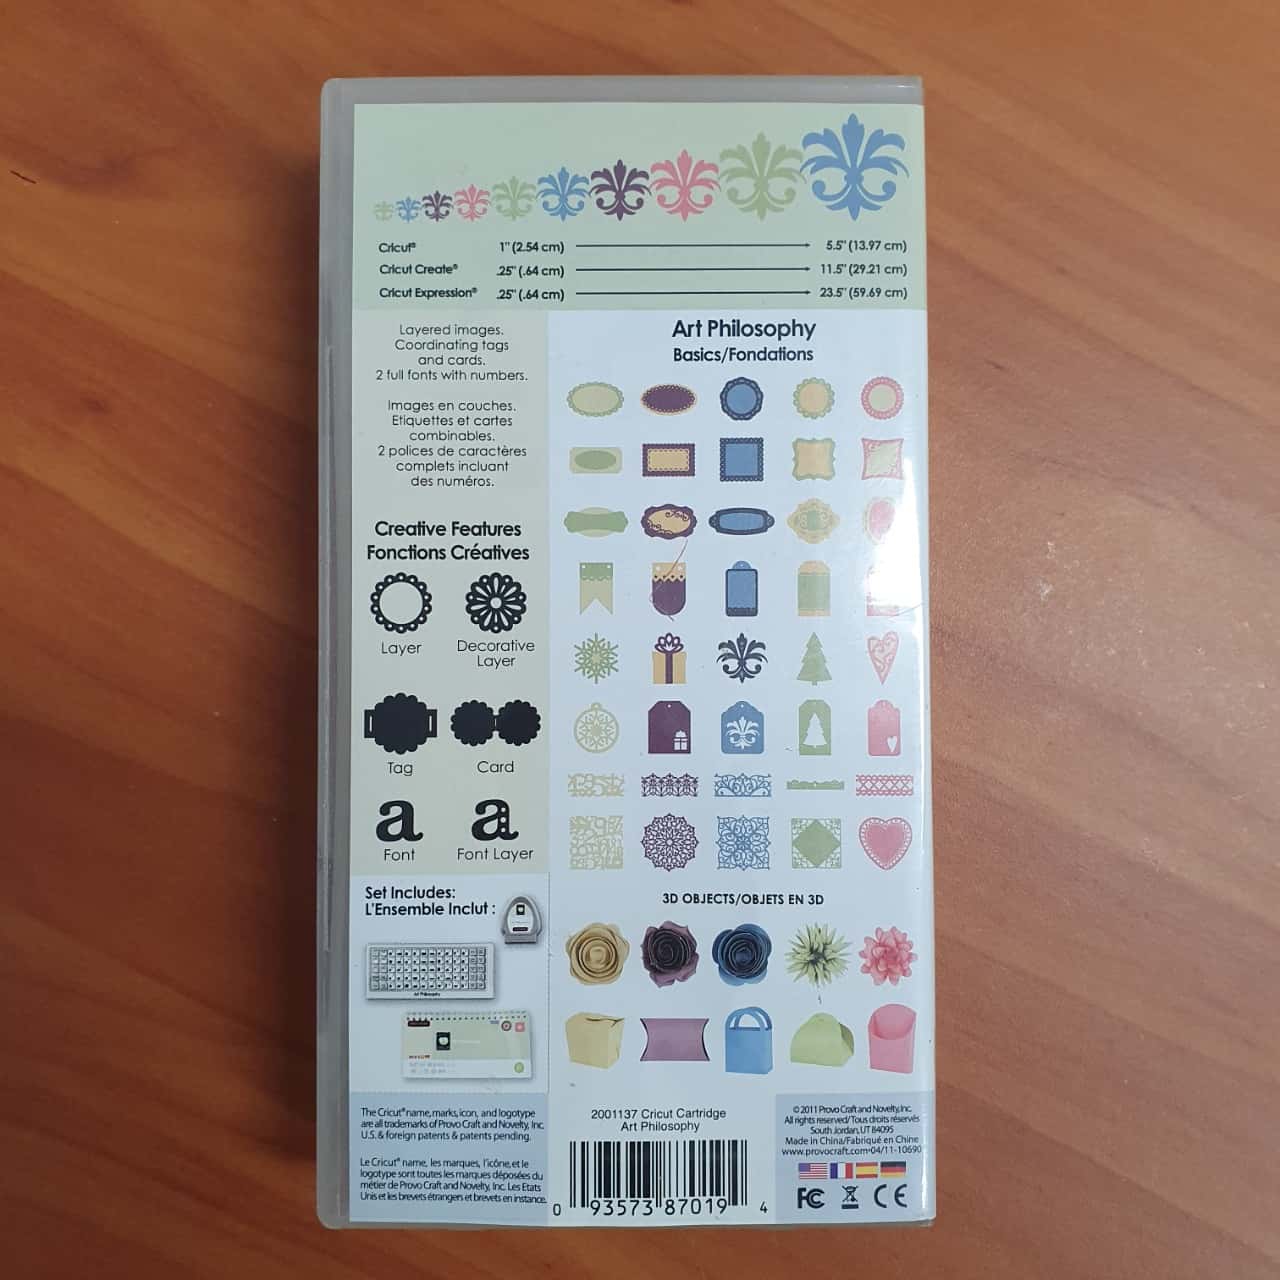 Cricut® 1" (2.54 cm) 5.5" (13.97 cm)
Cricut Create® .25" (.64 cm) 11.5" (29.21 cm)
Cricut Expression® .25" (.64 cm) 23.5" (59.69 cm)
Layered images.
Coordinating tags
and cards.
2 full fonts with numbers.
Images en couches.
Etiquettes et cartes
combinables.
2 polices de caractères
complets incluant
des numéros.
Creative Features
Fonctions Créatives
Layer
Decorative
Layer
Tag
Card
a
a
Font
Font Layer
Set Includes:
L'Ensemble Inclut :
Art Philosophy
The Cricut® name, marks, icon, and logotype
are all trademarks of Provo Craft and Novelty, Inc.
U.S. & foreign patents & patents pending.
Le Cricut® name, les marques, l'icône, et le
logotype sont toutes les marques déposées du
métier de Provo Craft and Novelty, Inc. Les Etats
Unis et les brevets étrangers et brevets en instance.
Art Philosophy
Basics/Fondations
3D OBJECTS/OBJETS EN 3D
2001137 Cricut Cartridge
Art Philosophy
0 93573 87019 4
© 2011 Provo Craft and Novelty, Inc.
All rights reserved/Tous droits réservés
South Jordan, UT 84095
Made in China/Fabriqué en Chine
www.provocraft.com•04/11-10690
FC CE